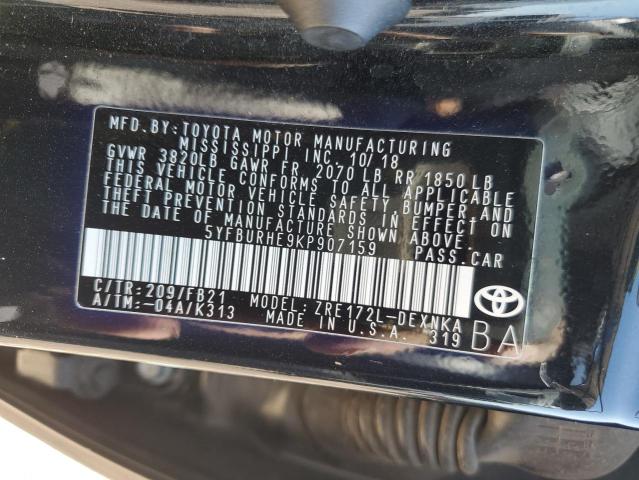 MFD. BY: TOYOTA MOTOR MANUFACTURING
MISSISSIPPI, INC. 10/18
GVWR 3820LB GAWR FR. 2070 LB RR 1850 LB
THIS VEHICLE CONFORMS TO ALL APPLICABLE
FEDERAL MOTOR VEHICLE SAFETY, BUMPER, AND
THEFT PREVENTION STANDARDS IN EFFECT ON
THE DATE OF MANUFACTURE SHOWN ABOVE.
5YFBURHE9KP907159 PASS.CAR
C/TR: 209/FB21 MODEL: ZRE172L-DEXNKA
A/TM: -04A/K313 MADE IN U.S.A. 319 BA